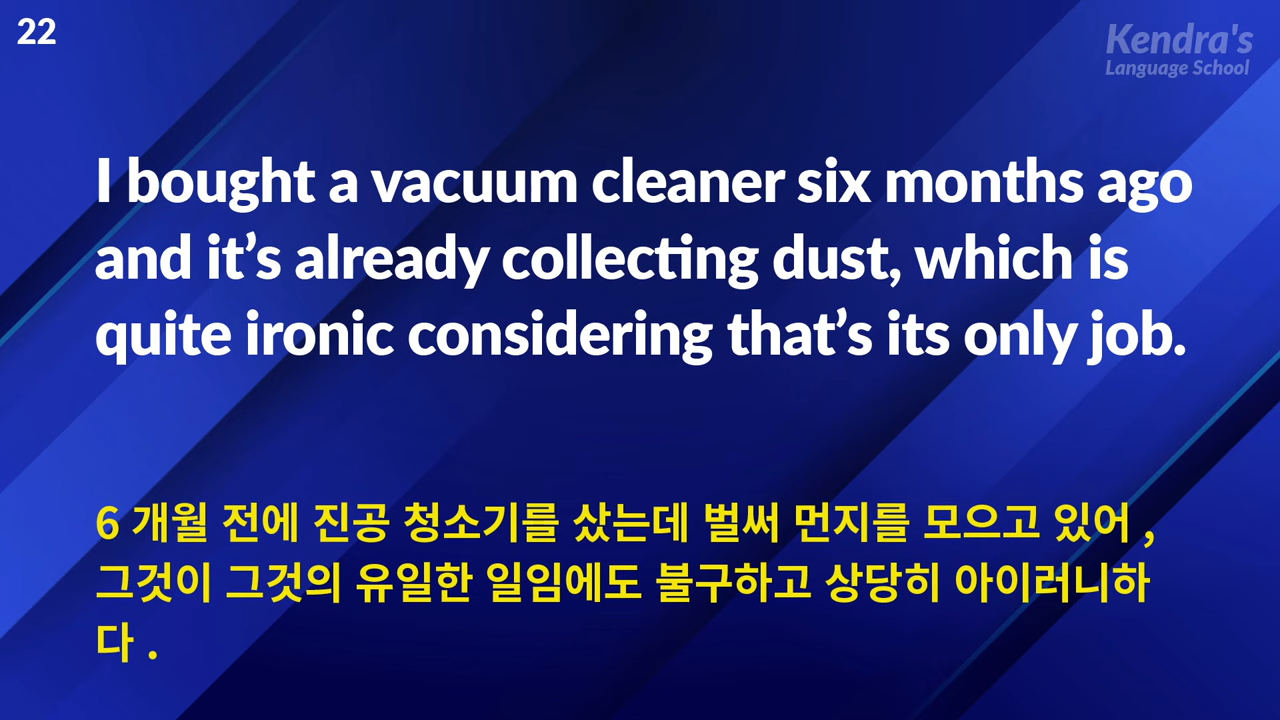 22
Kendra's
Language School
I bought a vacuum cleaner six months ago
and it’s already collecting dust, which is
quite ironic considering that’s its only job.
6 개월 전에 진공 청소기를 샀는데 벌써 먼지를 모으고 있어 ,
그것이 그것의 유일한 일임에도 불구하고 상당히 아이러니하
다 .